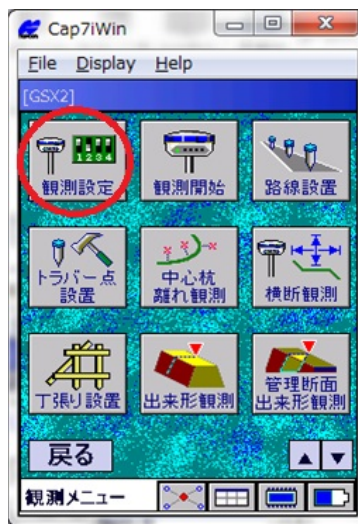 Cap7iWin
File Display Help
[GSX2]
1234
観測設定
観測開始
路線設置
トラバー点
設置
中心杭
離れ観測
横断観測
丁張り設置
出来形観測
管理断面
出来形観測
戻る
観測メニュー